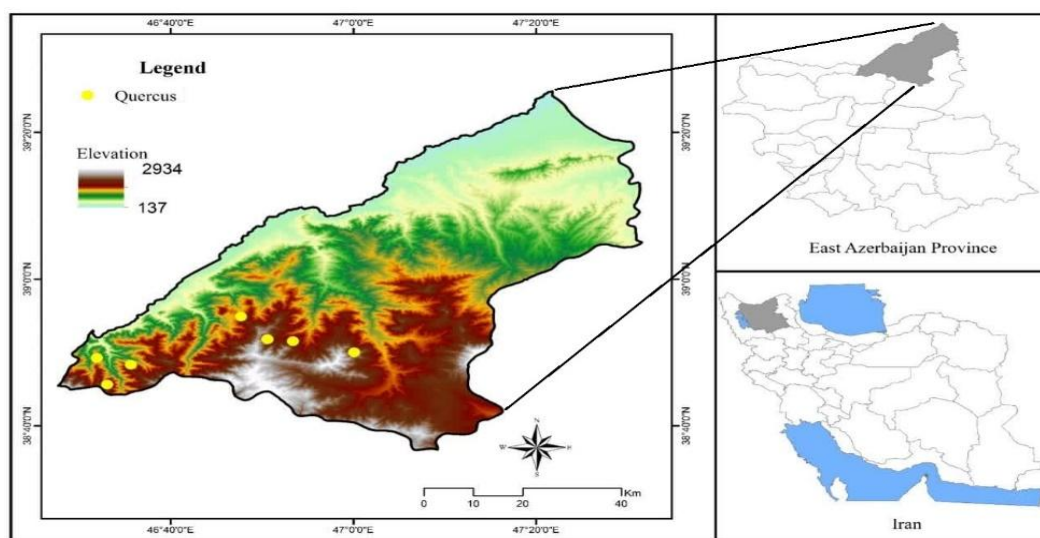 46°40'0"E
47°0'0"E
47°20'0"E
Legend
Quercus
Elevation
2934
137
39°20'0"N
39°0'0"N
38°40'0"N
39°20'0"N
39°0'0"N
38°40'0"N
N
W
E
S
0
10
20
40
Km
46°40'0"E
47°0'0"E
47°20'0"E
East Azerbaijan Province
Iran